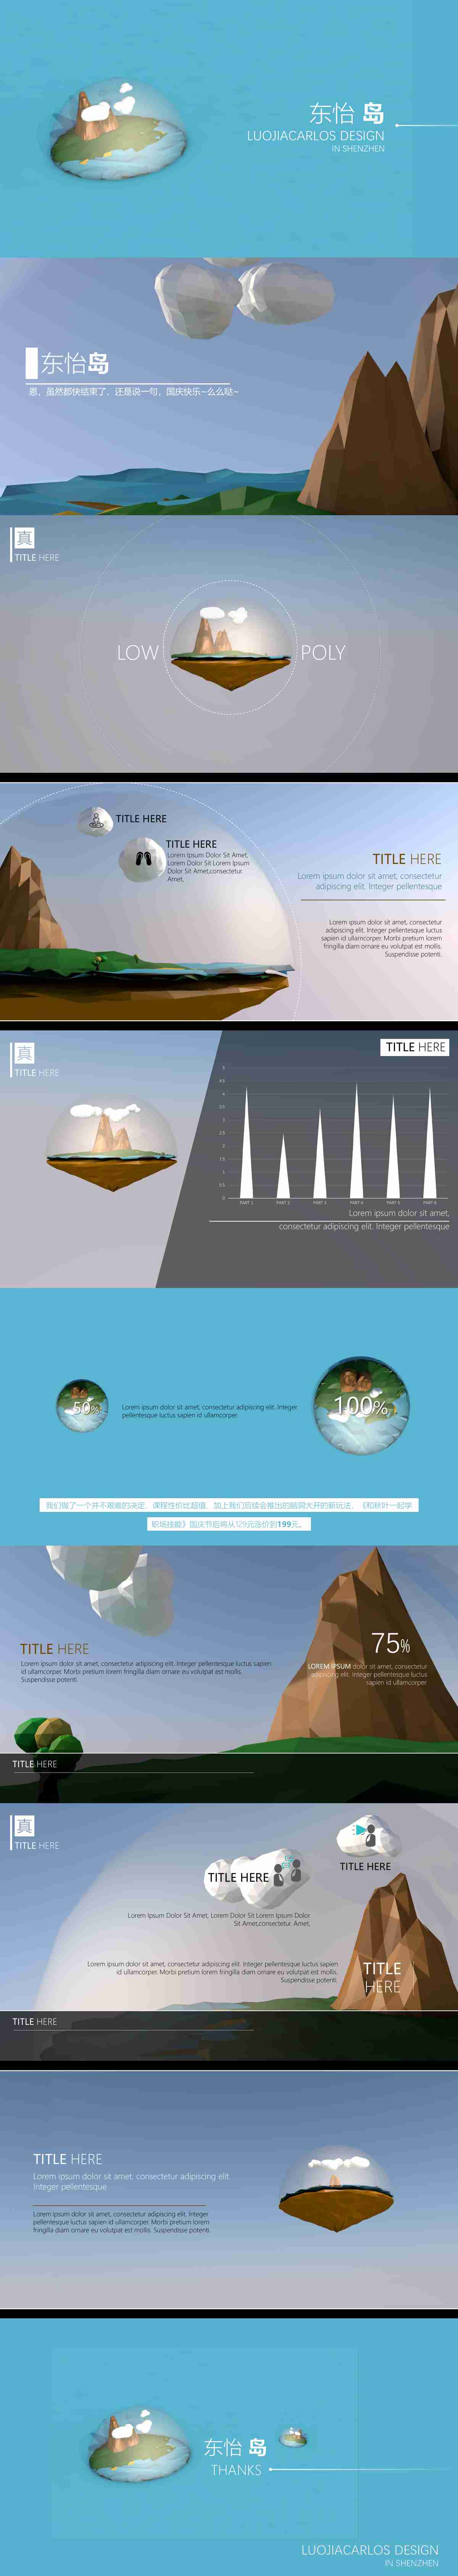 东怡 岛
LUOJIACARLOS DESIGN
IN SHENZHEN
东怡岛
恩，虽然都快结束了，还是说一句，国庆快乐~么么哒~
真
TITLE HERE
LOW
POLY
TITLE HERE
TITLE HERE
Lorem Ipsum Dolor Sit Amet,
Lorem Dolor Sit Lorem Ipsum
Dolor Sit Amet,consectetur.
Amet,
TITLE HERE
Lorem ipsum dolor sit amet, consectetur
adipiscing elit. Integer pellentesque
Lorem ipsum dolor sit amet, consectetur
adipiscing elit. Integer pellentesque luctus
sapien id ullamcorper. Morbi pretium lorem
fringilla diam ornare eu volutpat est mollis.
Suspendisse potenti.
真
TITLE HERE
TITLE HERE
5
4.5
4
3.5
3
2.5
2
1.5
1
0.5
0
PART 1
PART 2
PART 3
PART 4
PART 5
PART 6
Lorem ipsum dolor sit amet,
consectetur adipiscing elit. Integer pellentesque
50%
Lorem ipsum dolor sit amet, consectetur adipiscing elit. Integer
pellentesque luctus sapien id ullamcorper.
100%
我们做了一个并不艰难的决定，课程性价比超值，加上我们后续会推出的脑洞大开的新玩法，《和秋叶一起学
职场技能》国庆节后将从129元涨价到199元。
TITLE HERE
Lorem ipsum dolor sit amet, consectetur adipiscing elit. Integer pellentesque luctus sapien
id ullamcorper. Morbi pretium lorem fringilla diam ornare eu volutpat est mollis.
Suspendisse potenti.
75%
LOREM IPSUM dolor sit amet, consectetur
adipiscing elit. Integer pellentesque luctus
sapien id ullamcorper
TITLE HERE
真
TITLE HERE
TITLE HERE
TITLE HERE
Lorem Ipsum Dolor Sit Amet, Lorem Dolor Sit Lorem Ipsum Dolor
Sit Amet,consectetur. Amet,
Lorem ipsum dolor sit amet, consectetur adipiscing elit. Integer pellentesque luctus sapien
id ullamcorper. Morbi pretium lorem fringilla diam ornare eu volutpat est mollis.
Suspendisse potenti.
TITLE
HERE
TITLE HERE
TITLE HERE
Lorem ipsum dolor sit amet, consectetur adipiscing elit.
Integer pellentesque
Lorem ipsum dolor sit amet, consectetur adipiscing elit. Integer
pellentesque luctus sapien id ullamcorper. Morbi pretium lorem
fringilla diam ornare eu volutpat est mollis. Suspendisse potenti.
东怡 岛
THANKS
LUOJIACARLOS DESIGN
IN SHENZHEN